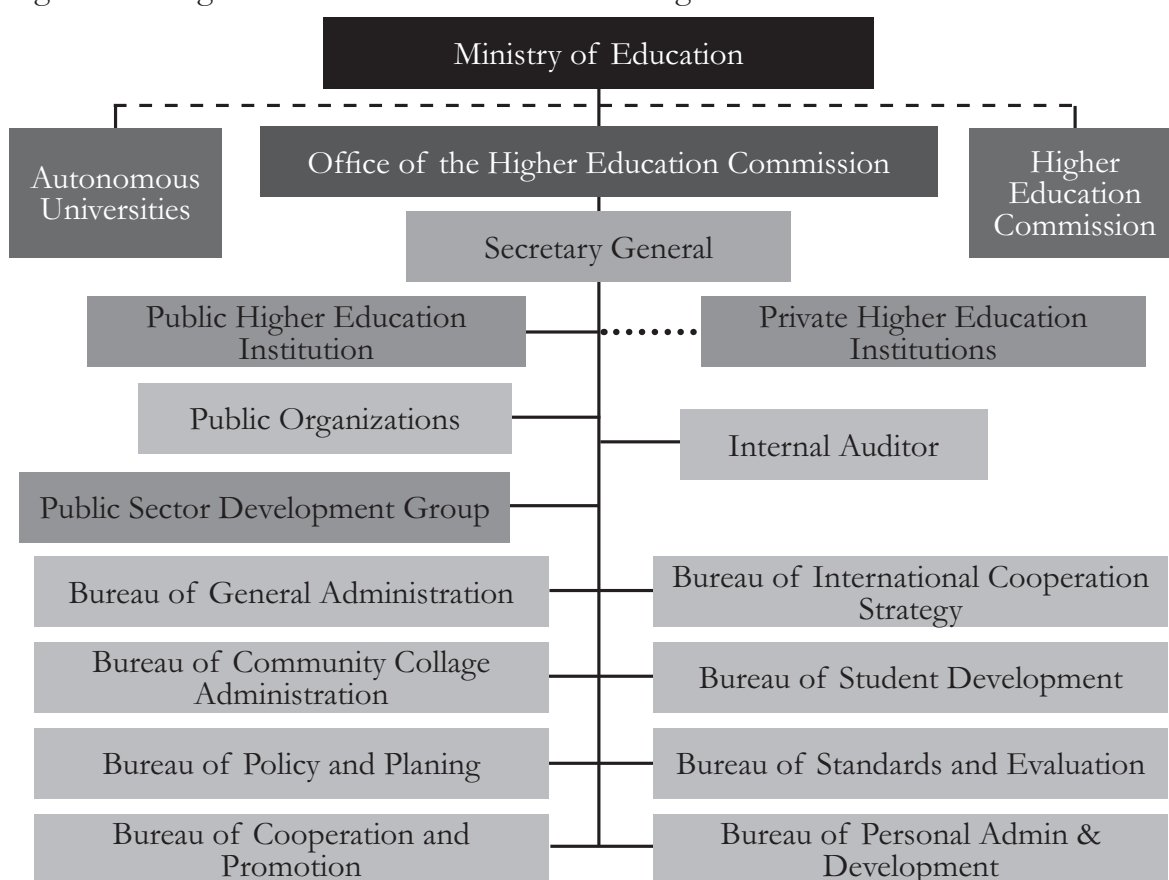 Ministry of Education
Autonomous
Universities
Office of the Higher Education Commission
Higher
Education
Commission
Secretary General
Public Higher Education
Institution
Private Higher Education
Institutions
Public Organizations
Internal Auditor
Public Sector Development Group
Bureau of General Administration
Bureau of International Cooperation
Strategy
Bureau of Community Collage
Administration
Bureau of Student Development
Bureau of Policy and Planing
Bureau of Standards and Evaluation
Bureau of Cooperation and
Promotion
Bureau of Personal Admin &
Development